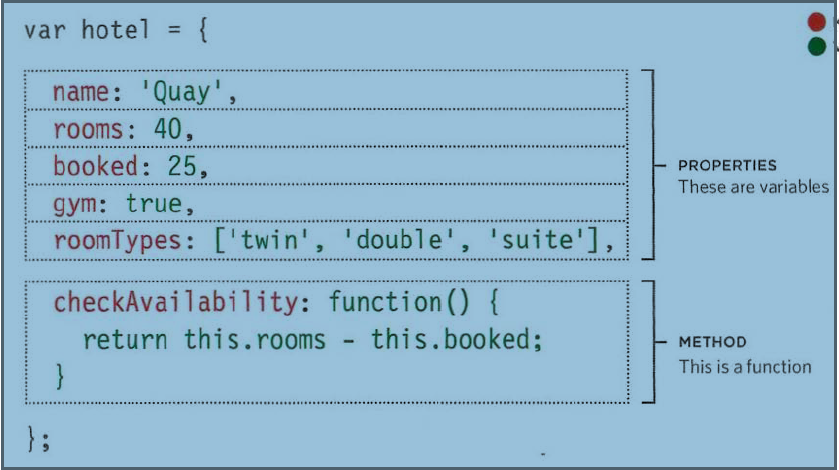 var hotel = {
name: 'Quay',
rooms: 40,
booked: 25,
gym: true,
roomTypes: ['twin', 'double', 'suite'],
PROPERTIES
These are variables
checkAvailability: function() {
return this.rooms - this.booked;
}
METHOD
This is a function
};